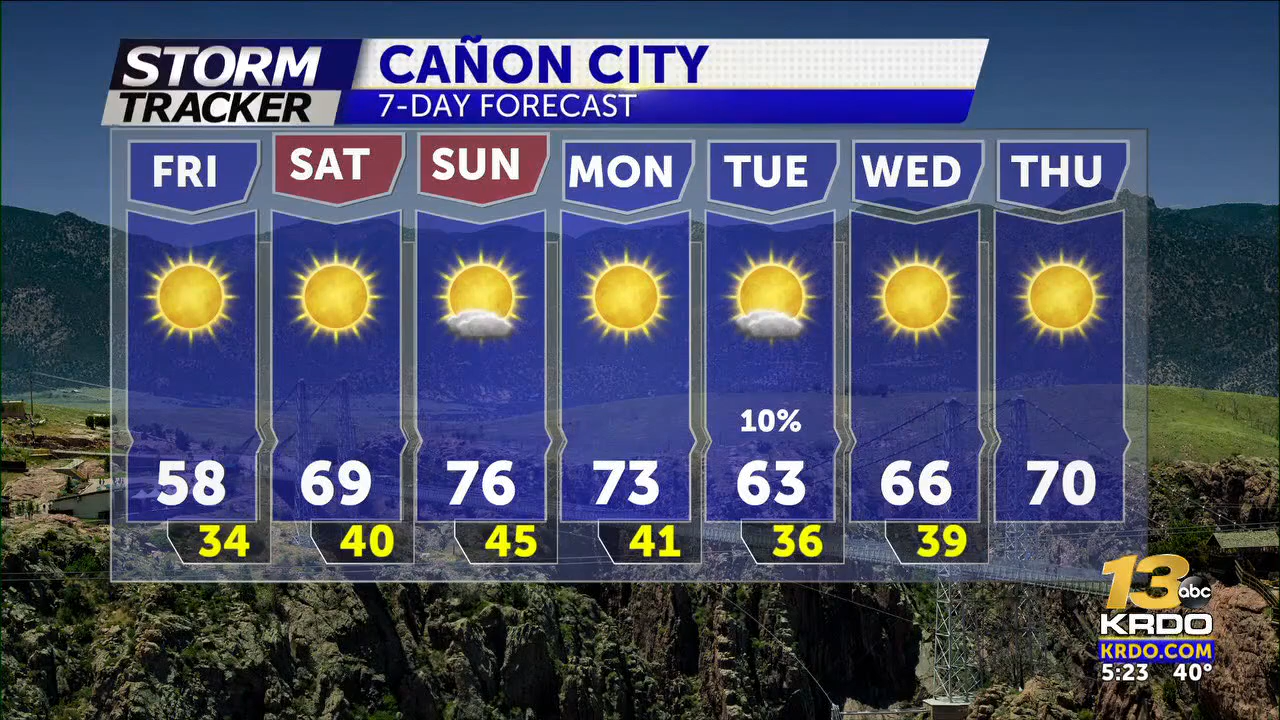 STORM
TRACKER
CAÑON CITY
7-DAY FORECAST
FRI SAT SUN MON TUE WED THU
10%
58 69 76 73 63 66 70
34 40 45 41 36 39
13 abc
KRDO
KRDO.COM
5:23 40°